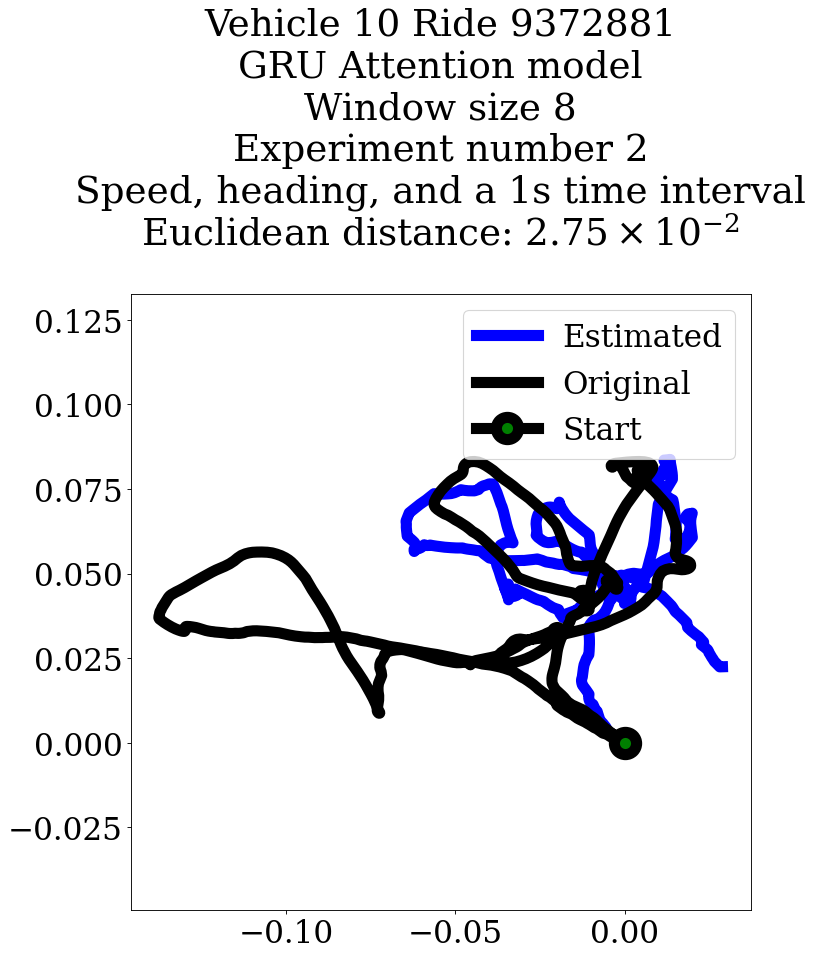 Vehicle 10 Ride 9372881
GRU Attention model
Window size 8
Experiment number 2
Speed, heading, and a 1s time interval
Euclidean distance: 2.75 × 10⁻²
Estimated
Original
Start
0.125
0.100
0.075
0.050
0.025
0.000
−0.025
−0.10
−0.05
0.00